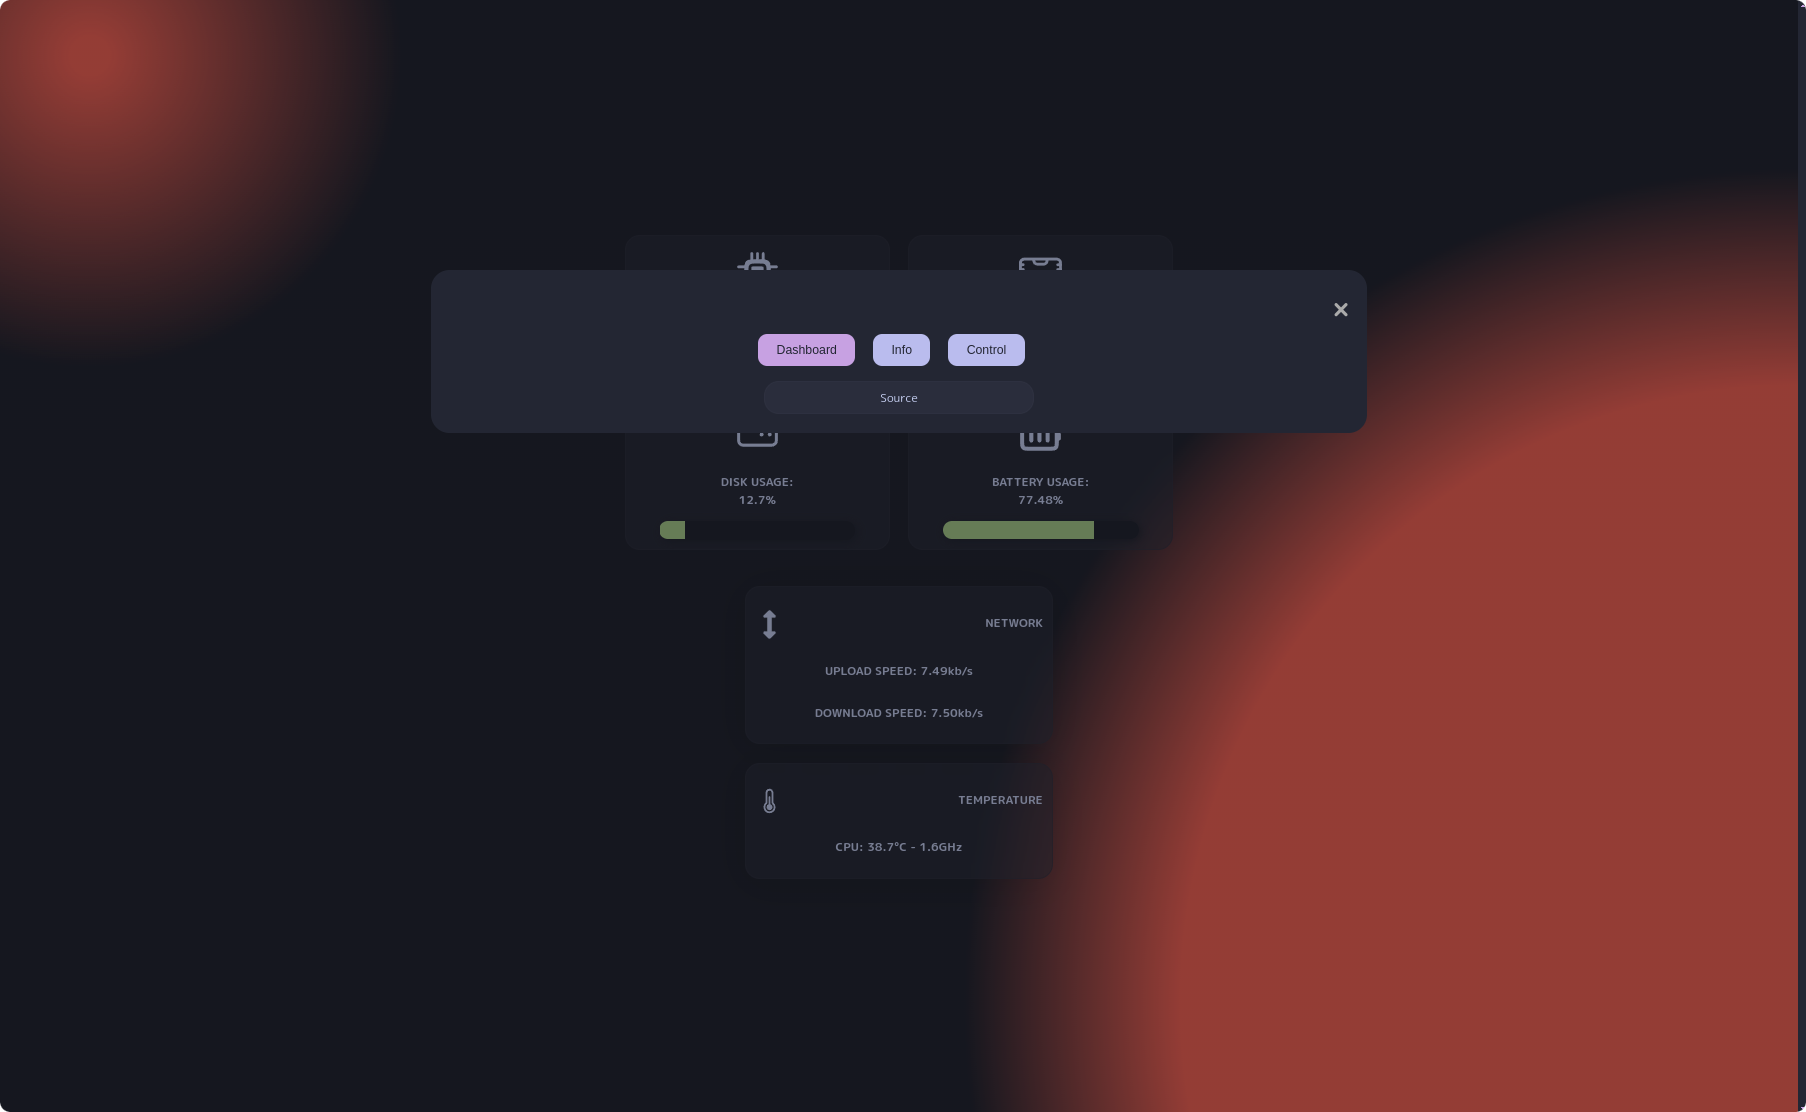 Dashboard
Info
Control
Source
DISK USAGE:
12.7%
BATTERY USAGE:
77.48%
NETWORK
UPLOAD SPEED: 7.49kb/s
DOWNLOAD SPEED: 7.50kb/s
TEMPERATURE
CPU: 38.7°C - 1.6GHz